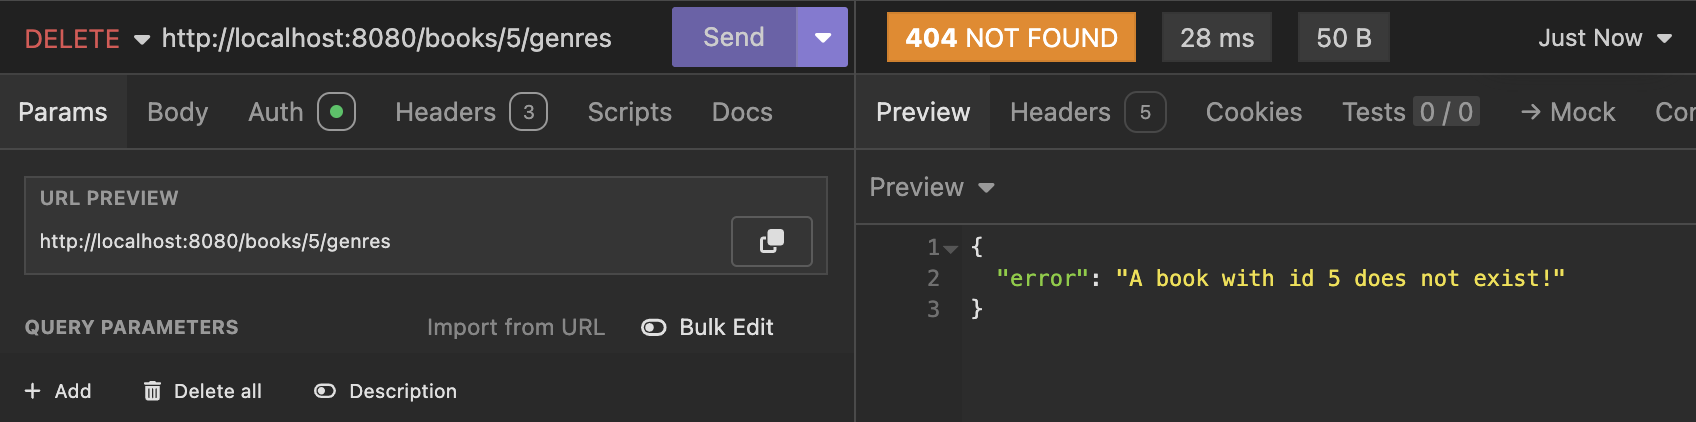 DELETE http://localhost:8080/books/5/genres Send
404 NOT FOUND 28 ms 50 B Just Now
Params Body Auth Headers 3 Scripts Docs
Preview Headers 5 Cookies Tests 0 / 0 → Mock Cor
URL PREVIEW
http://localhost:8080/books/5/genres
QUERY PARAMETERS Import from URL Bulk Edit
+ Add Delete all Description
Preview
1 {
2 "error": "A book with id 5 does not exist!"
3 }